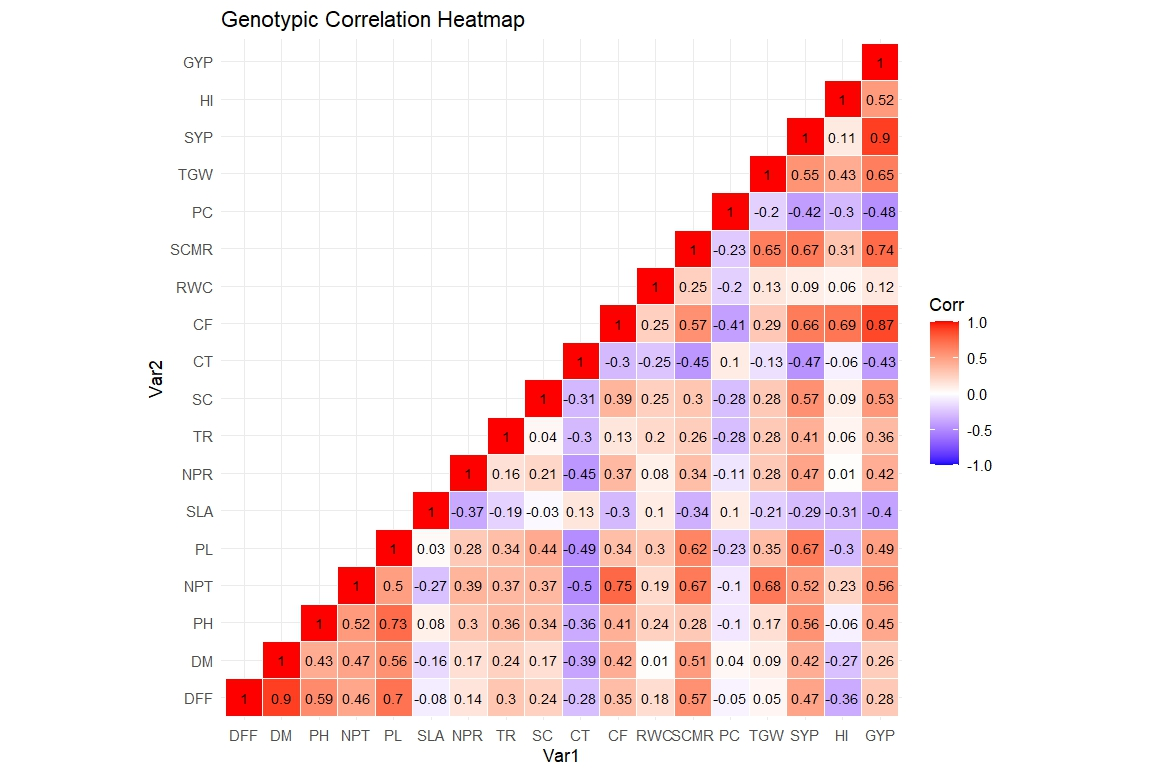 Genotypic Correlation Heatmap
GYP 1
HI 1 0.52
SYP 1 0.11 0.9
TGW 1 0.55 0.43 0.65
PC 1 -0.2 -0.42 -0.3 -0.48
SCMR 1 -0.23 0.65 0.67 0.31 0.74
RWC 1 0.25 -0.2 0.13 0.09 0.06 0.12
CF 1 0.25 0.57 -0.41 0.29 0.66 0.69 0.87
CT 1 -0.3 -0.25 -0.45 0.1 -0.13 -0.47 -0.06 -0.43
SC 1 -0.31 0.39 0.25 0.3 -0.28 0.28 0.57 0.09 0.53
TR 1 0.04 -0.3 0.13 0.2 0.26 -0.28 0.28 0.41 0.06 0.36
NPR 1 0.16 0.21 -0.45 0.37 0.08 0.34 -0.11 0.28 0.47 0.01 0.42
SLA 1 -0.37 -0.19 -0.03 0.13 -0.3 0.1 -0.34 0.1 -0.21 -0.29 -0.31 -0.4
PL 1 0.03 0.28 0.34 0.44 -0.49 0.34 0.3 0.62 -0.23 0.35 0.67 -0.3 0.49
NPT 1 0.5 -0.27 0.39 0.37 0.37 -0.5 0.75 0.19 0.67 -0.1 0.68 0.52 0.23 0.56
PH 1 0.52 0.73 0.08 0.3 0.36 0.34 -0.36 0.41 0.24 0.28 -0.1 0.17 0.56 -0.06 0.45
DM 1 0.43 0.47 0.56 -0.16 0.17 0.24 0.17 -0.39 0.42 0.01 0.51 0.04 0.09 0.42 -0.27 0.26
DFF 1 0.9 0.59 0.46 0.7 -0.08 0.14 0.3 0.24 -0.28 0.35 0.18 0.57 -0.05 0.05 0.47 -0.36 0.28
DFF DM PH NPT PL SLA NPR TR SC CT CF RWC SCMR PC TGW SYP HI GYP
Var1
Var2
Corr
1.0
0.5
0.0
-0.5
-1.0